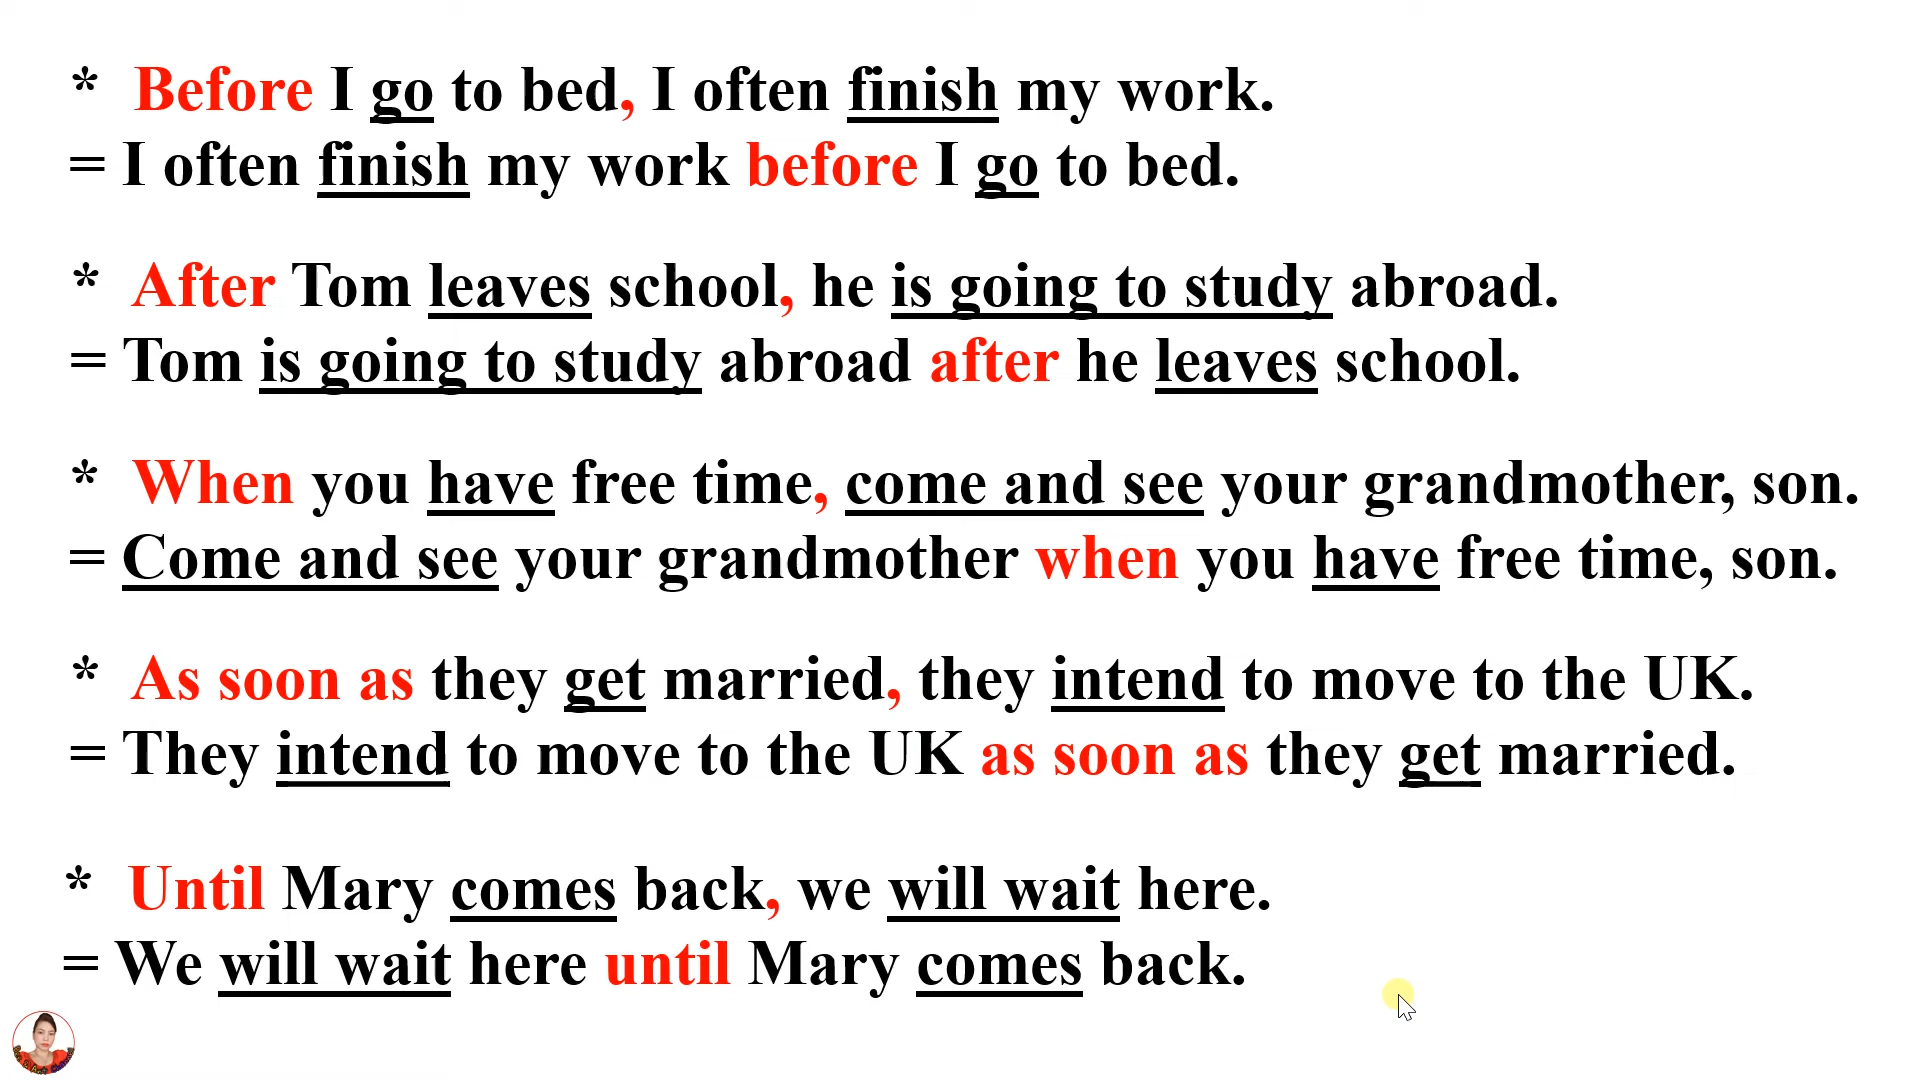 * Before I go to bed, I often finish my work.
= I often finish my work before I go to bed.
* After Tom leaves school, he is going to study abroad.
= Tom is going to study abroad after he leaves school.
* When you have free time, come and see your grandmother, son.
= Come and see your grandmother when you have free time, son.
* As soon as they get married, they intend to move to the UK.
= They intend to move to the UK as soon as they get married.
* Until Mary comes back, we will wait here.
= We will wait here until Mary comes back.